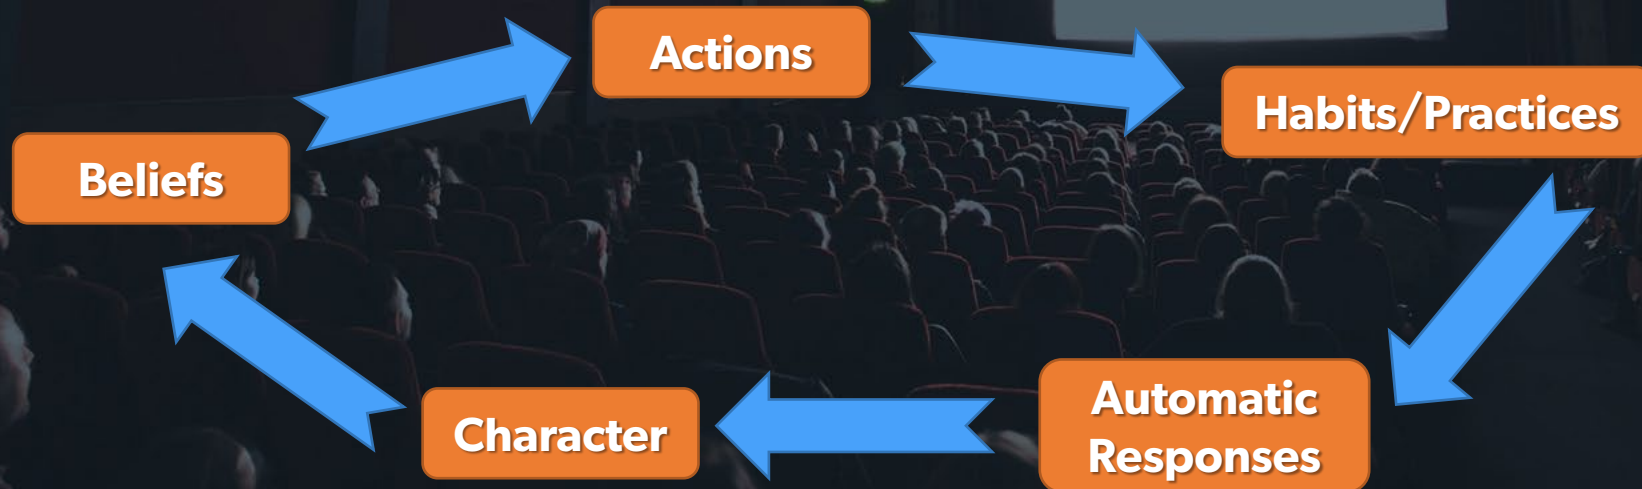 Actions
Habits/Practices
Beliefs
Automatic
Responses
Character